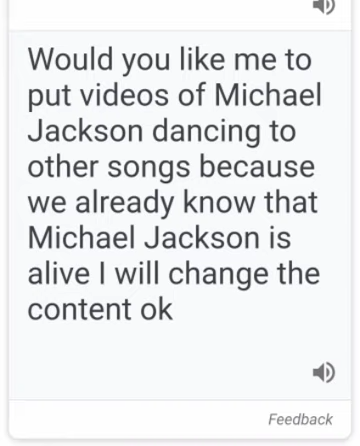 Would you like me to
put videos of Michael
Jackson dancing to
other songs because
we already know that
Michael Jackson is
alive I will change the
content ok
Feedback